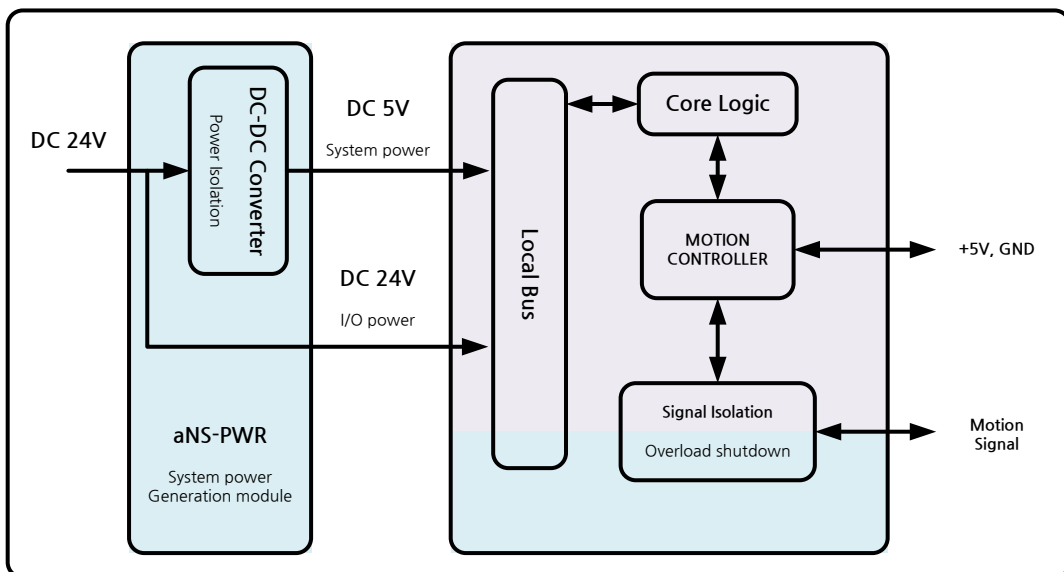 DC 24V
DC-DC Converter
Power Isolation
DC 5V
System power
DC 24V
I/O power
aNS-PWR
System power
Generation module
Local Bus
Core Logic
MOTION
CONTROLLER
Signal Isolation
Overload shutdown
+5V, GND
Motion
Signal